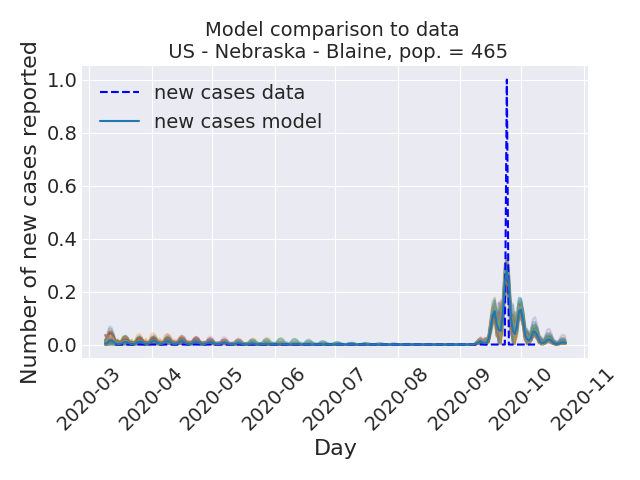 Model comparison to data
US - Nebraska - Blaine, pop. = 465
Number of new cases reported
1.0
0.8
0.6
0.4
0.2
0.0
new cases data
new cases model
2020-03
2020-04
2020-05
2020-06
2020-07
2020-08
2020-09
2020-10
2020-11
Day